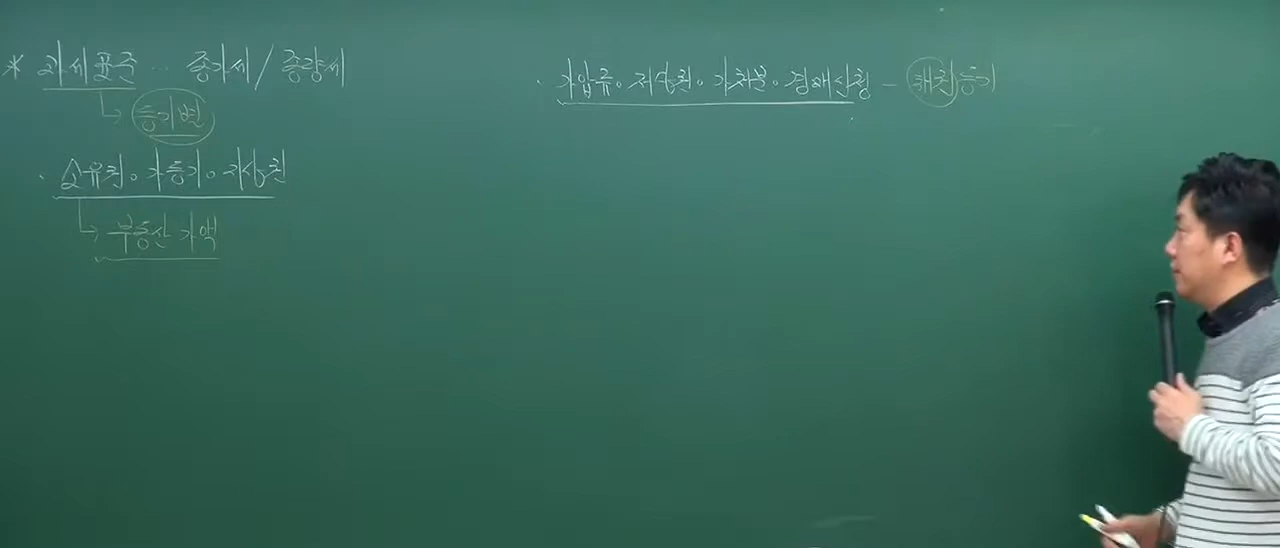 * 과세표준 ... 종가세/종량세
↳ 등기별
· 소유권。가등기。지상권
↳ 부동산 가액
· 가압류。저당권。가처분。경매신청 - 채권등기